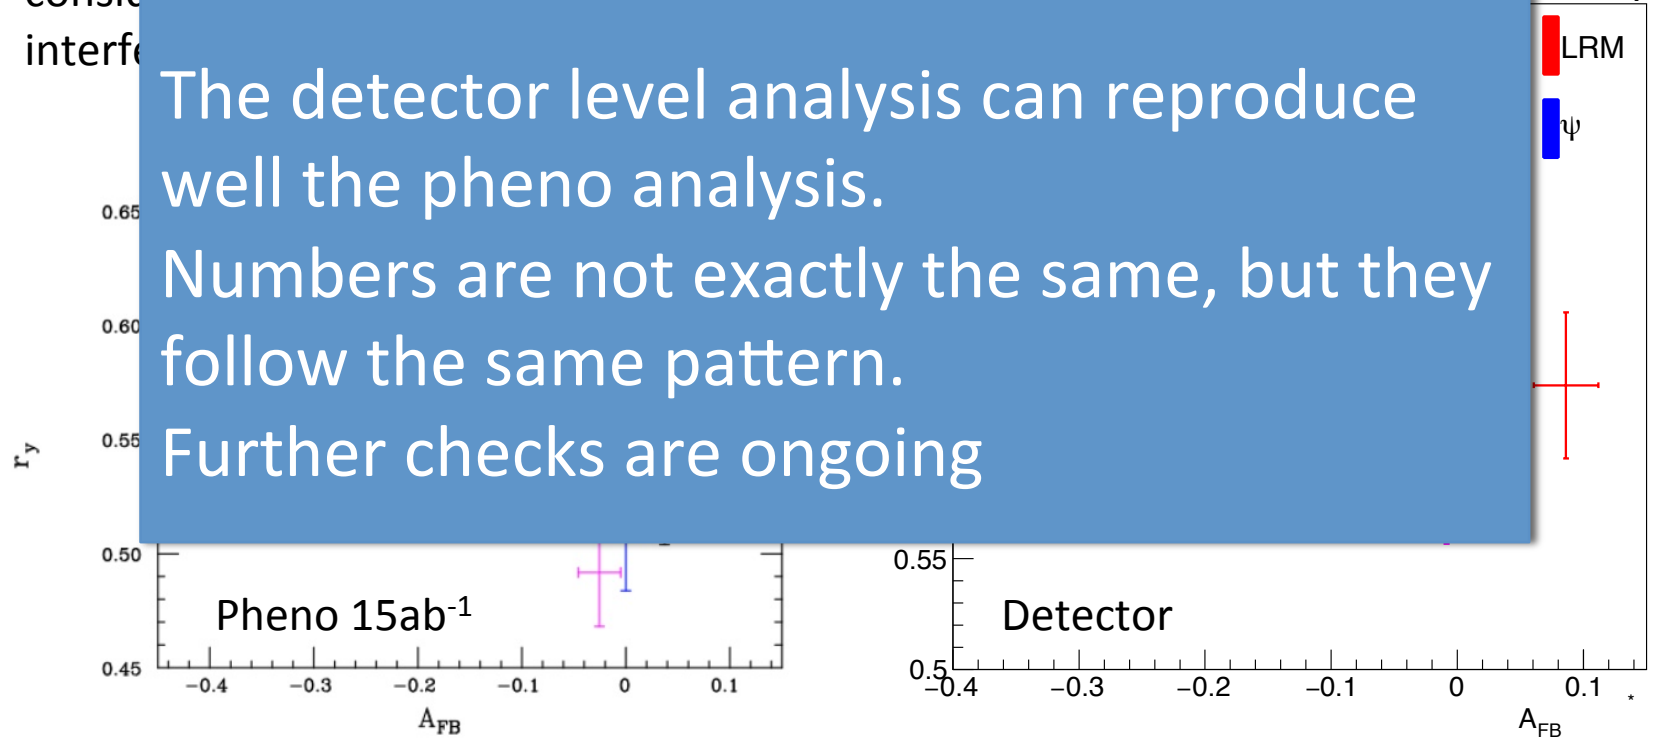 interfe
LRM
ψ
The detector level analysis can reproduce
well the pheno analysis.
Numbers are not exactly the same, but they
follow the same pattern.
Further checks are ongoing
0.65
0.60
0.55
0.50
0.45
r_y
Pheno 15ab⁻¹
−0.4 −0.3 −0.2 −0.1 0 0.1
A_FB
0.55
0.5
Detector
−0.4 −0.3 −0.2 −0.1 0 0.1 *
A_FB